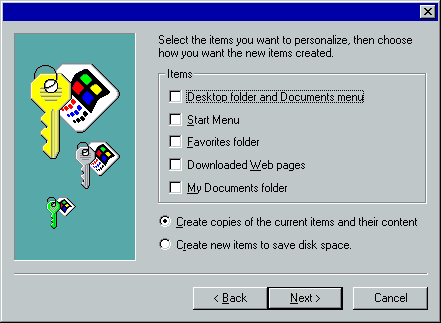 Select the items you want to personalize, then choose
how you want the new items created.
Items
Desktop folder and Documents menu
Start Menu
Favorites folder
Downloaded Web pages
My Documents folder
Create copies of the current items and their content
Create new items to save disk space.
< Back
Next >
Cancel